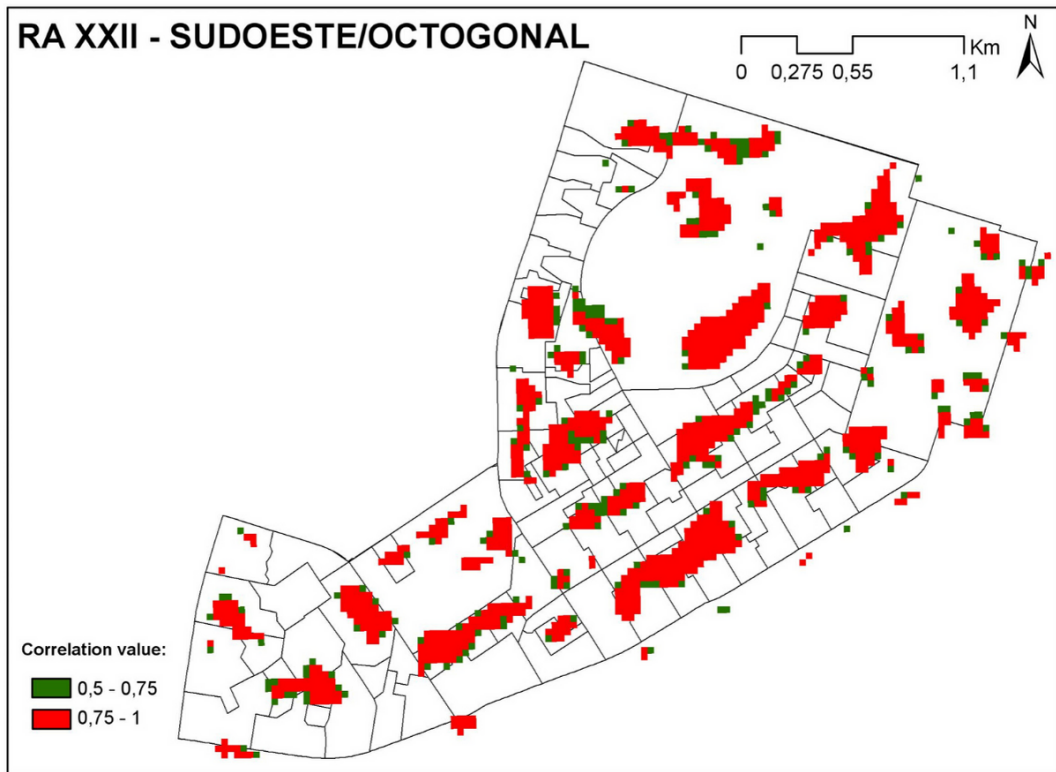 RA XXII - SUDOESTE/OCTOGONAL
N
Km
0 0,275 0,55 1,1
Correlation value:
0,5 - 0,75
0,75 - 1